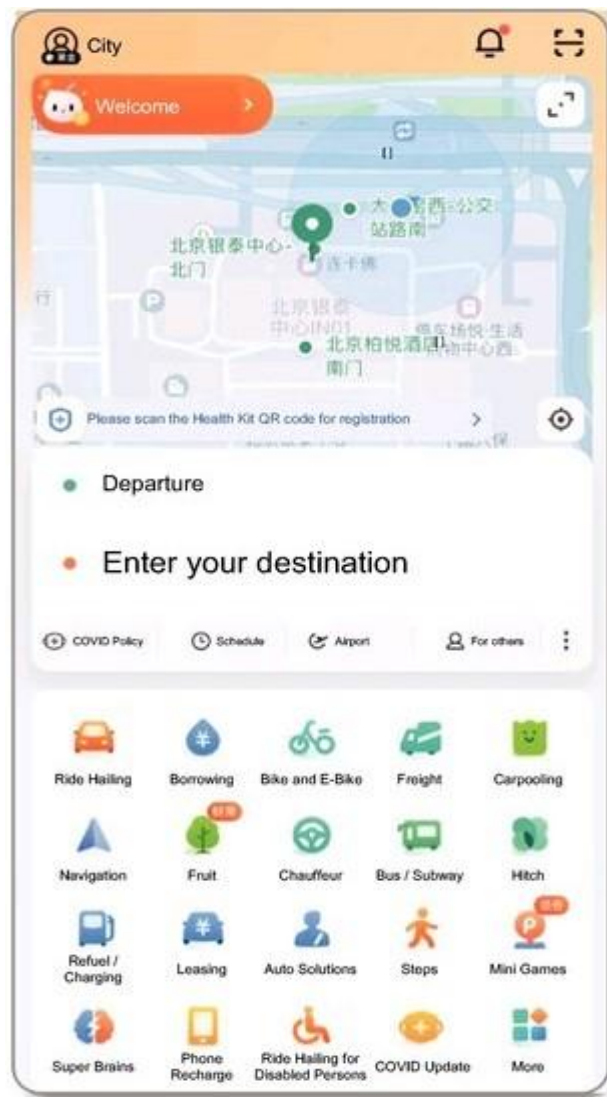 City
Welcome
北京银泰中心-
北门
站路南
北京银泰
中心IN01
北京柏悦酒店
南门
Please scan the Health Kit QR code for registration
Departure
Enter your destination
COVID Policy
Schedule
Airport
For others
Ride Hailing
Borrowing
Bike and E-Bike
Freight
Carpooling
Navigation
Fruit
Chauffeur
Bus / Subway
Hitch
Refuel /
Charging
Leasing
Auto Solutions
Steps
Mini Games
Super Brains
Phone
Recharge
Ride Hailing for
Disabled Persons
COVID Update
More